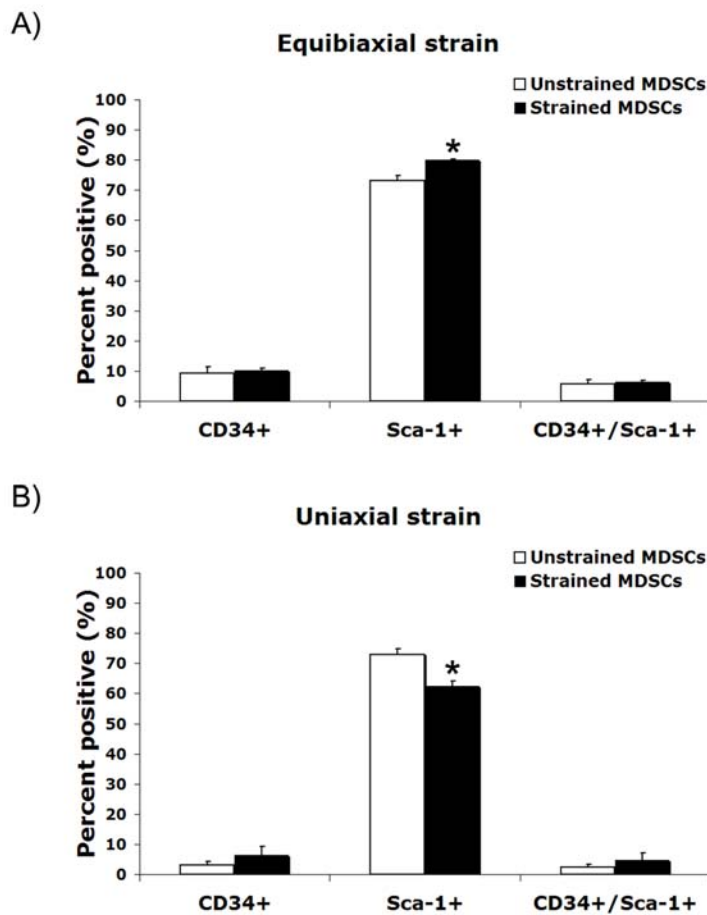 A)
Equibiaxial strain
Unstrained MDSCs
Strained MDSCs
Percent positive (%)
100
90
80
70
60
50
40
30
20
10
0
*
CD34+
Sca-1+
CD34+/Sca-1+
B)
Uniaxial strain
Unstrained MDSCs
Strained MDSCs
Percent positive (%)
100
90
80
70
60
50
40
30
20
10
0
*
CD34+
Sca-1+
CD34+/Sca-1+